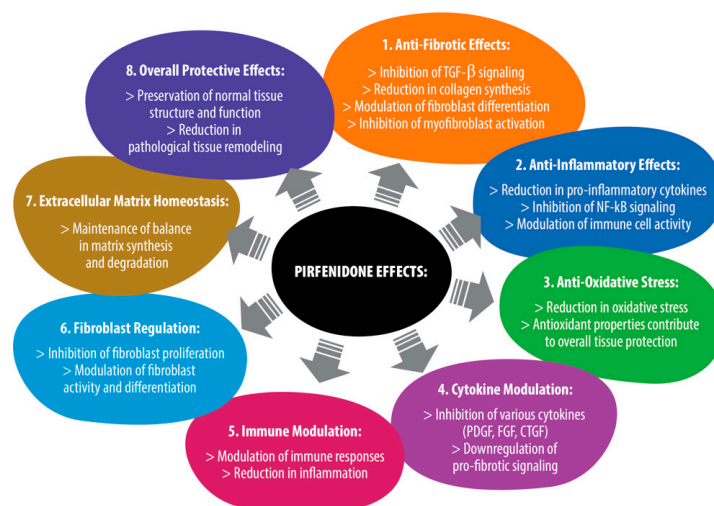 1. Anti-Fibrotic Effects:
> Inhibition of TGF-β signaling
> Reduction in collagen synthesis
> Modulation of fibroblast differentiation
> Inhibition of myofibroblast activation
2. Anti-Inflammatory Effects:
> Reduction in pro-inflammatory cytokines
> Inhibition of NF-kB signaling
> Modulation of immune cell activity
3. Anti-Oxidative Stress:
> Reduction in oxidative stress
> Antioxidant properties contribute
to overall tissue protection
4. Cytokine Modulation:
> Inhibition of various cytokines
(PDGF, FGF, CTGF)
> Downregulation of
pro-fibrotic signaling
5. Immune Modulation:
> Modulation of immune responses
> Reduction in inflammation
6. Fibroblast Regulation:
> Inhibition of fibroblast proliferation
> Modulation of fibroblast
activity and differentiation
7. Extracellular Matrix Homeostasis:
> Maintenance of balance
in matrix synthesis
and degradation
8. Overall Protective Effects:
> Preservation of normal tissue
structure and function
> Reduction in
pathological tissue remodeling
PIRFENIDONE EFFECTS: